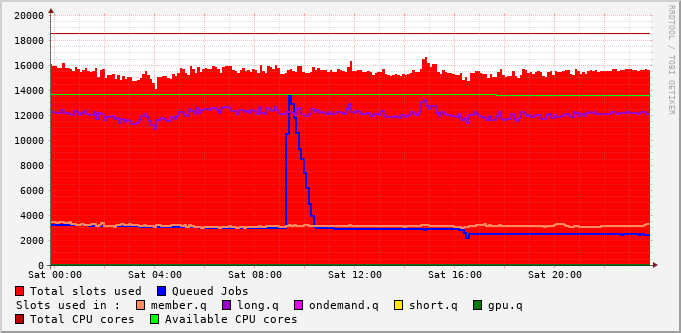 20000
18000
16000
14000
12000
10000
8000
6000
4000
2000
0
Sat 00:00 Sat 04:00 Sat 08:00 Sat 12:00 Sat 16:00 Sat 20:00
Total slots used Queued Jobs
Slots used in : member.q long.q ondemand.q short.q gpu.q
Total CPU cores Available CPU cores
RRDTOOL / TOBI OETIKER